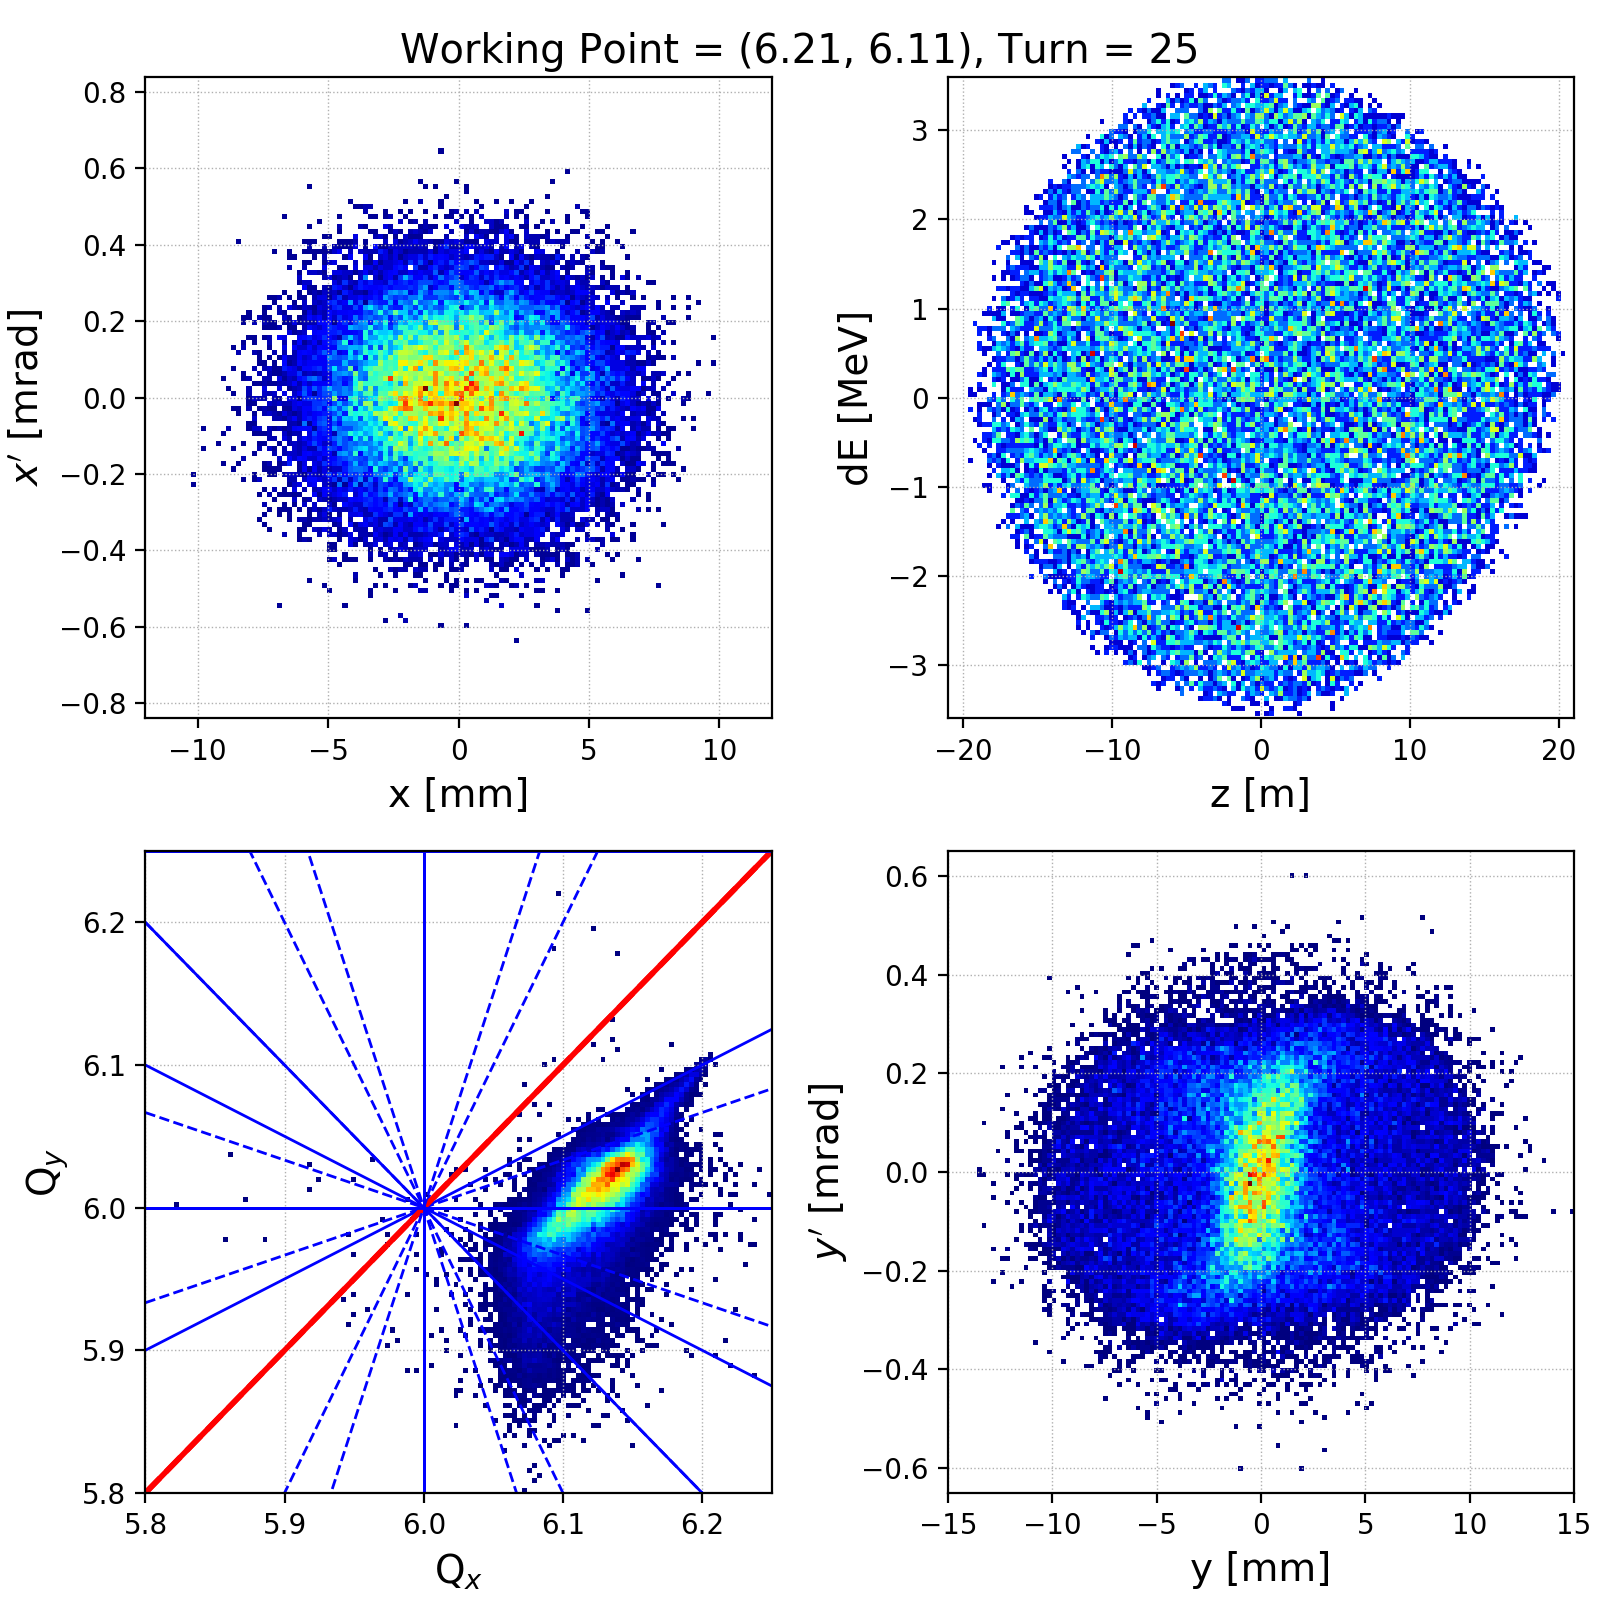 Working Point = (6.21, 6.11), Turn = 25
0.8
0.6
0.4
0.2
0.0
−0.2
−0.4
−0.6
−0.8
x′ [mrad]
−10 −5 0 5 10
x [mm]
3
2
1
0
−1
−2
−3
dE [MeV]
−20 −10 0 10 20
z [m]
6.2
6.1
6.0
5.9
5.8
Qy
5.8 5.9 6.0 6.1 6.2
Qx
0.6
0.4
0.2
0.0
−0.2
−0.4
−0.6
y′ [mrad]
−15 −10 −5 0 5 10 15
y [mm]